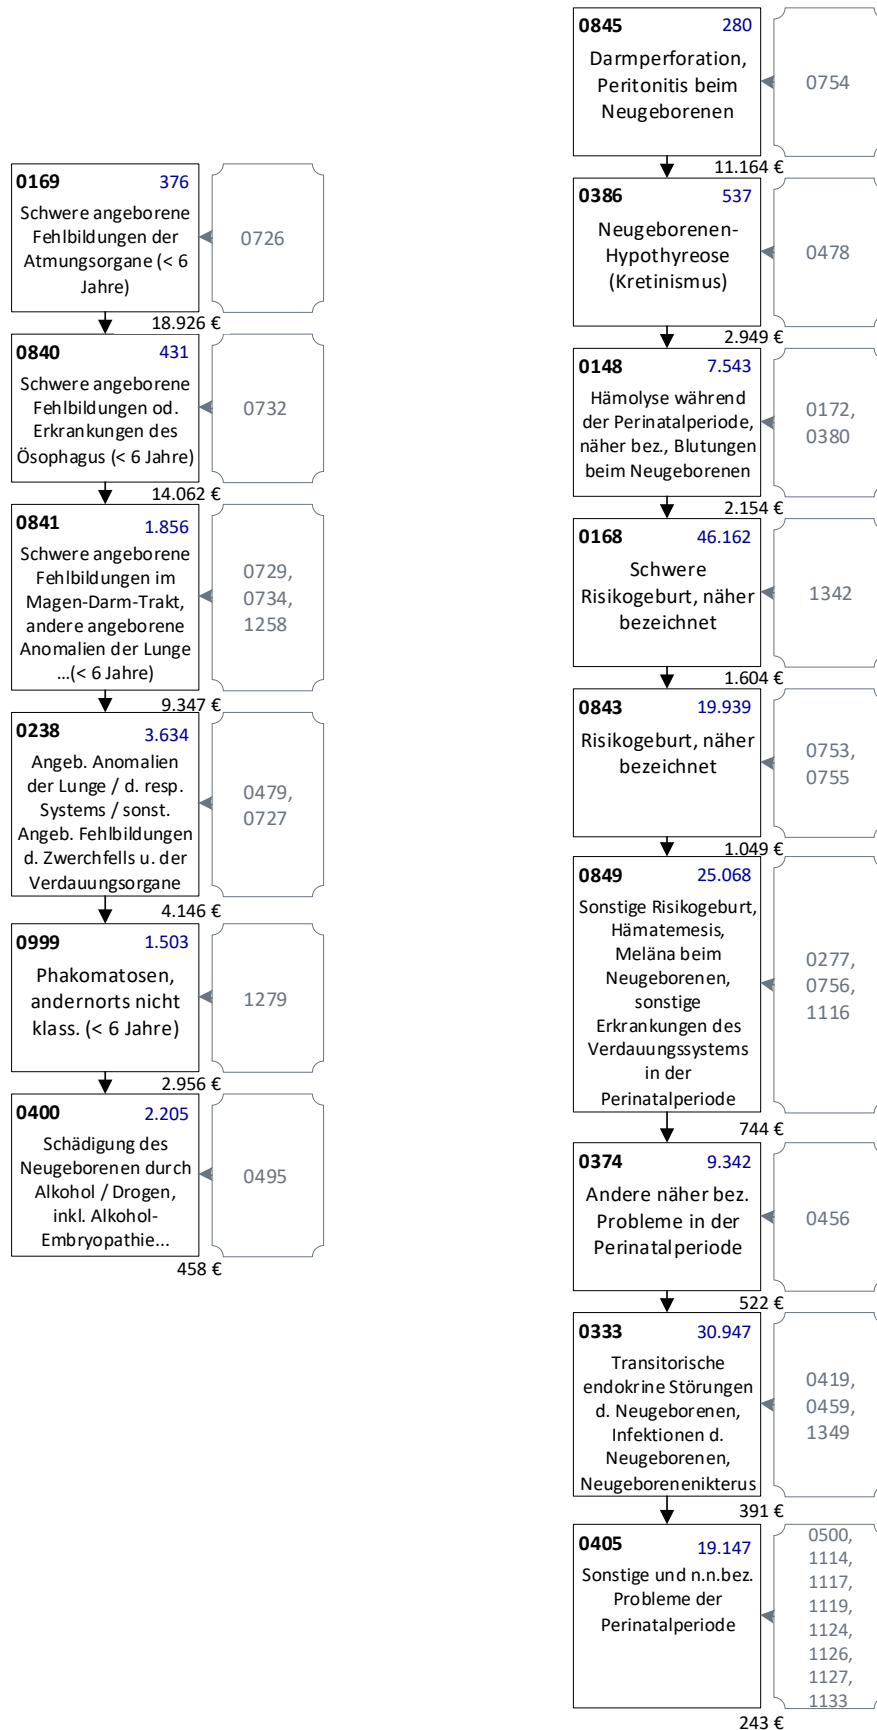 0169 376
Schwere angeborene
Fehlbildungen der
Atmungsorgane (< 6
Jahre)
0726
18.926 €
0840 431
Schwere angeborene
Fehlbildungen od.
Erkrankungen des
Ösophagus (< 6 Jahre)
0732
14.062 €
0841 1.856
Schwere angeborene
Fehlbildungen im
Magen-Darm-Trakt,
andere angeborene
Anomalien der Lunge
...(< 6 Jahre)
0729,
0734,
1258
9.347 €
0238 3.634
Angeb. Anomalien
der Lunge / d. resp.
Systems / sonst.
Angeb. Fehlbildungen
d. Zwerchfells u. der
Verdauungsorgane
0479,
0727
4.146 €
0999 1.503
Phakomatosen,
andernorts nicht
klass. (< 6 Jahre)
1279
2.956 €
0400 2.205
Schädigung des
Neugeborenen durch
Alkohol / Drogen,
inkl. Alkohol-
Embryopathie...
0495
458 €
0845 280
Darmperforation,
Peritonitis beim
Neugeborenen
0754
11.164 €
0386 537
Neugeborenen-
Hypothyreose
(Kretinismus)
0478
2.949 €
0148 7.543
Hämolyse während
der Perinatalperiode,
näher bez., Blutungen
beim Neugeborenen
0172,
0380
2.154 €
0168 46.162
Schwere
Risikogeburt, näher
bezeichnet
1342
1.604 €
0843 19.939
Risikogeburt, näher
bezeichnet
0753,
0755
1.049 €
0849 25.068
Sonstige Risikogeburt,
Hämatemesis,
Meläna beim
Neugeborenen,
sonstige
Erkrankungen des
Verdauungssystems
in der
Perinatalperiode
0277,
0756,
1116
744 €
0374 9.342
Andere näher bez.
Probleme in der
Perinatalperiode
0456
522 €
0333 30.947
Transitorische
endokrine Störungen
d. Neugeborenen,
Infektionen d.
Neugeborenen,
Neugeborenenikterus
0419,
0459,
1349
391 €
0405 19.147
Sonstige und n.n.bez.
Probleme der
Perinatalperiode
0500,
1114,
1117,
1119,
1124,
1126,
1127,
1133
243 €